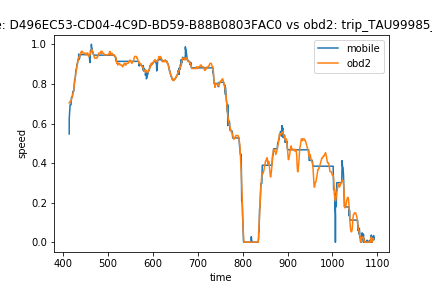 e: D496EC53-CD04-4C9D-BD59-B88B0803FAC0 vs obd2: trip_TAU99985_
mobile
obd2
speed
1.0
0.8
0.6
0.4
0.2
0.0
400 500 600 700 800 900 1000 1100
time